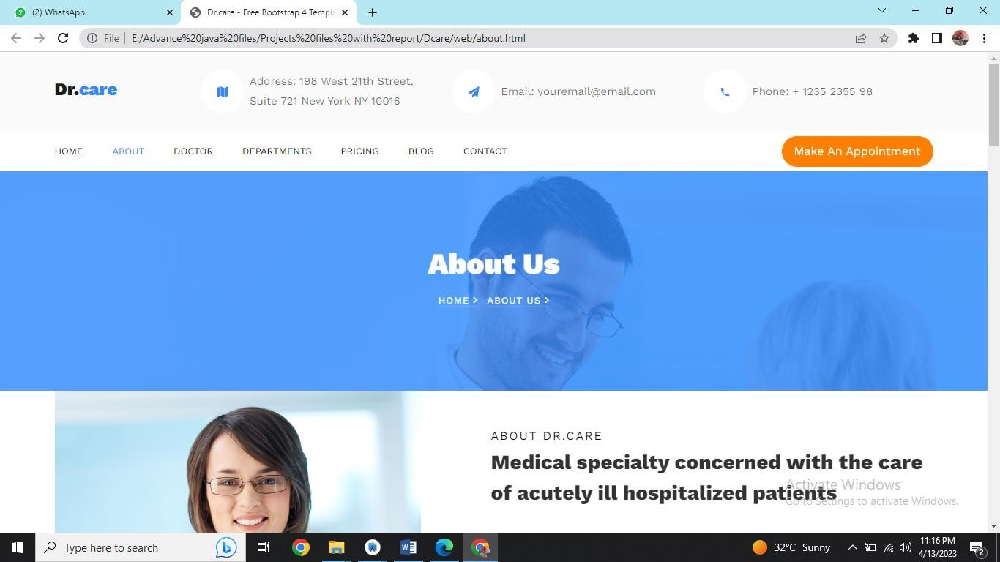 (2) WhatsApp
Dr.care - Free Bootstrap 4 Templa
File
E:/Advance%20java%20files/Projects%20files%20with%20report/Dcare/web/about.html
Dr.care
Address: 198 West 21th Street,
Suite 721 New York NY 10016
Email: youremail@email.com
Phone: + 1235 2355 98
HOME
ABOUT
DOCTOR
DEPARTMENTS
PRICING
BLOG
CONTACT
Make An Appointment
About Us
HOME > ABOUT US >
ABOUT DR.CARE
Medical specialty concerned with the care
of acutely ill hospitalized patients
Activate Windows
Go to Settings to activate Windows.
Type here to search
32°C Sunny
11:16 PM
4/13/2023
2